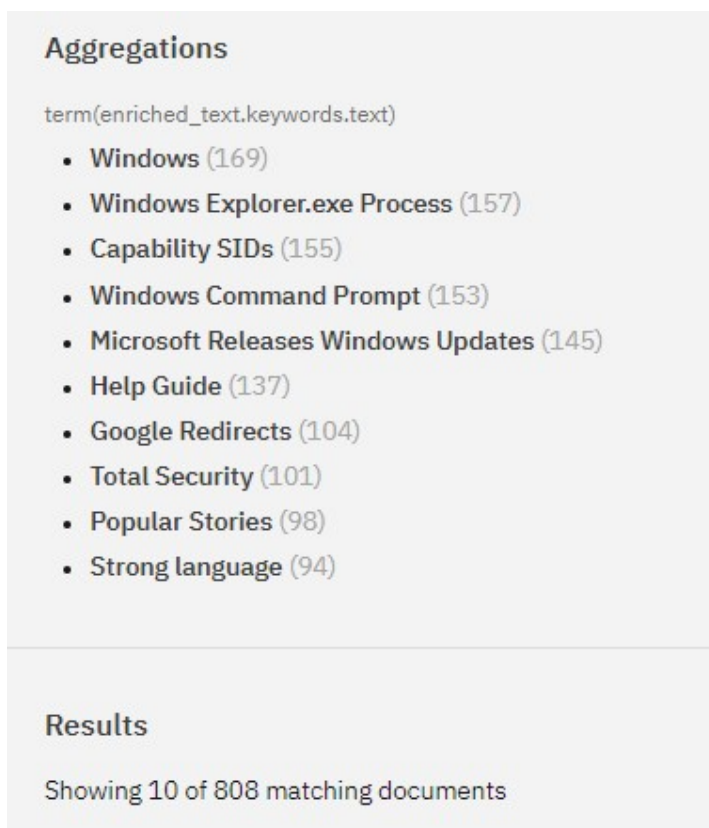 Aggregations
term(enriched_text.keywords.text)
• Windows (169)
• Windows Explorer.exe Process (157)
• Capability SIDs (155)
• Windows Command Prompt (153)
• Microsoft Releases Windows Updates (145)
• Help Guide (137)
• Google Redirects (104)
• Total Security (101)
• Popular Stories (98)
• Strong language (94)
Results
Showing 10 of 808 matching documents